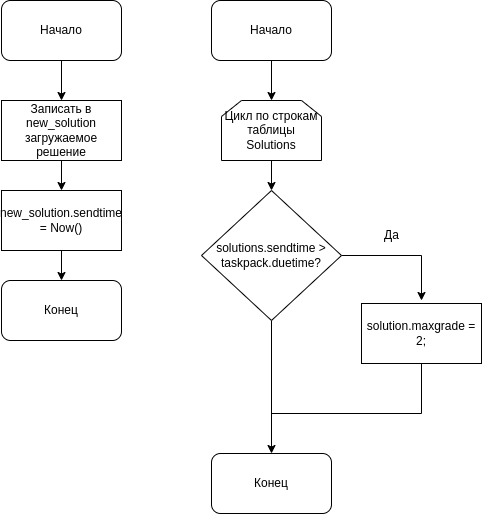 Начало
Записать в
new_solution
загружаемое
решение
new_solution.sendtime
= Now()
Конец
Начало
Цикл по строкам
таблицы
Solutions
solutions.sendtime >
taskpack.duetime?
Да
solution.maxgrade =
2;
Конец